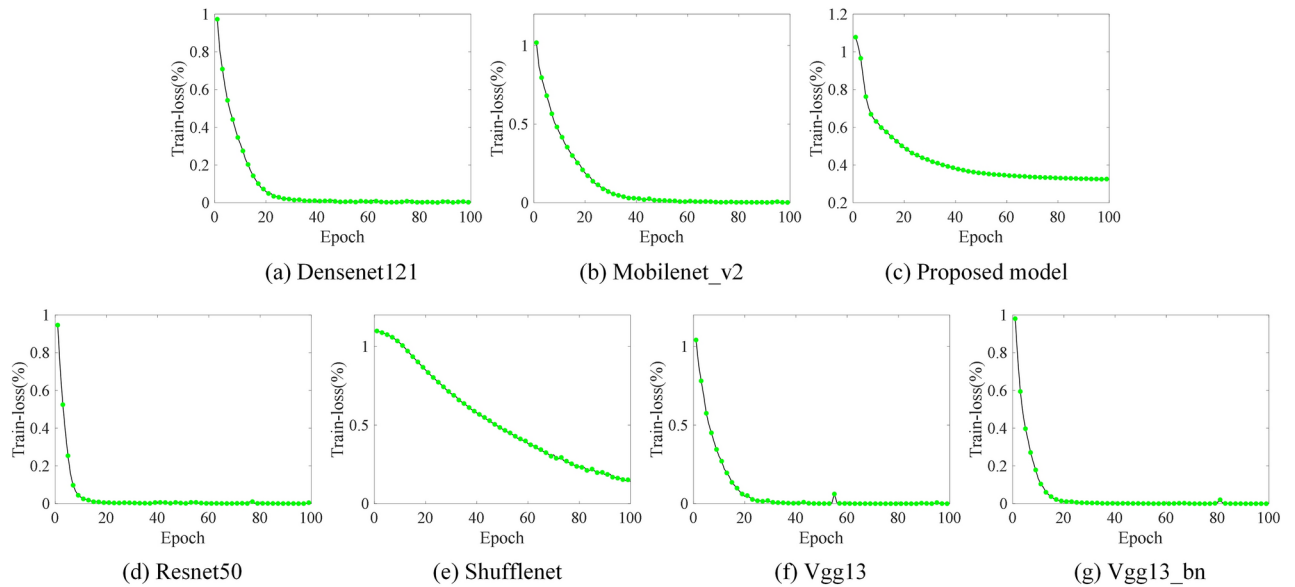 1
0.8
0.6
0.4
0.2
0
Train-loss(%)
0 20 40 60 80 100
Epoch
(a) Densenet121
1
0.5
0
Train-loss(%)
0 20 40 60 80 100
Epoch
(b) Mobilenet_v2
1.2
1
0.8
0.6
0.4
0.2
Train-loss(%)
0 20 40 60 80 100
Epoch
(c) Proposed model
1
0.8
0.6
0.4
0.2
0
Train-loss(%)
0 20 40 60 80 100
Epoch
(d) Resnet50
1
0.5
0
Train-loss(%)
0 20 40 60 80 100
Epoch
(e) Shufflenet
1
0.5
0
Train-loss(%)
0 20 40 60 80 100
Epoch
(f) Vgg13
1
0.8
0.6
0.4
0.2
0
Train-loss(%)
0 20 40 60 80 100
Epoch
(g) Vgg13_bn